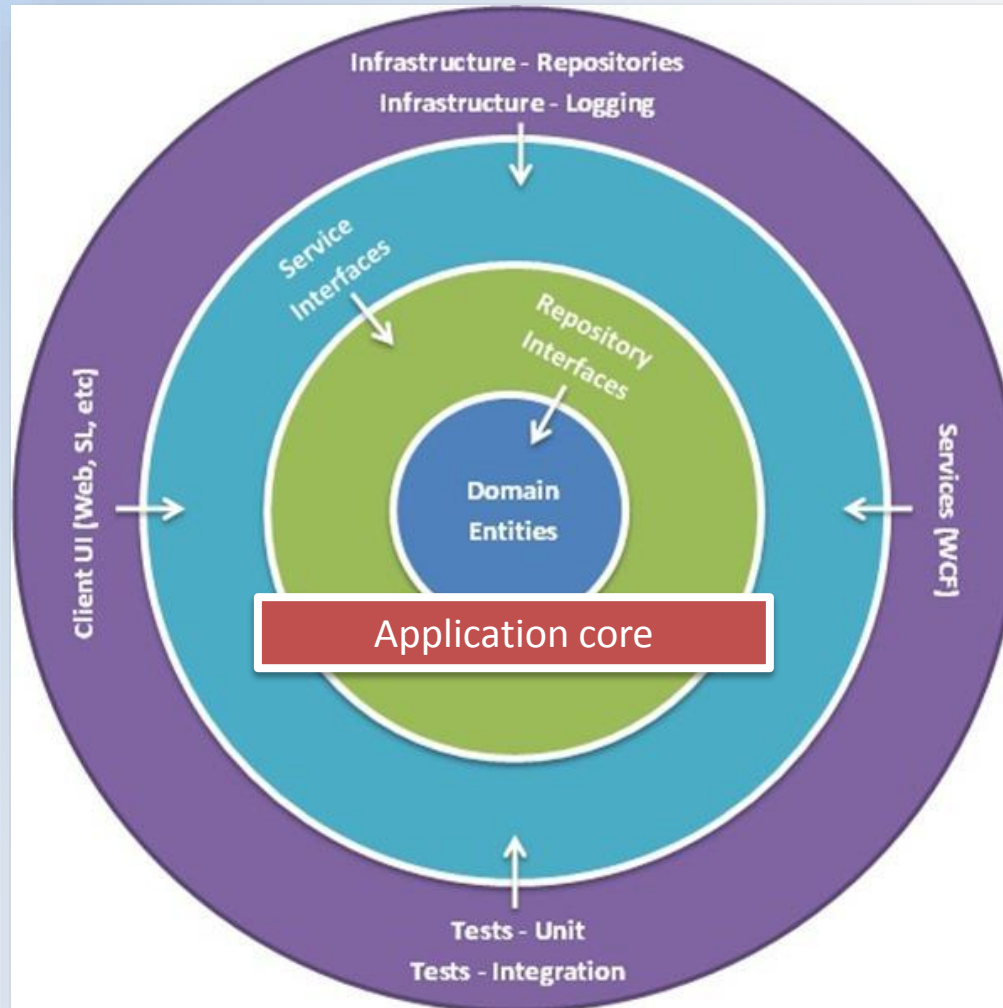 Infrastructure - Repositories
Infrastructure - Logging
Service
Interfaces
Repository
Interfaces
Client UI (Web, SL, etc)
Domain
Entities
Services (WCF)
Application core
Tests - Unit
Tests - Integration